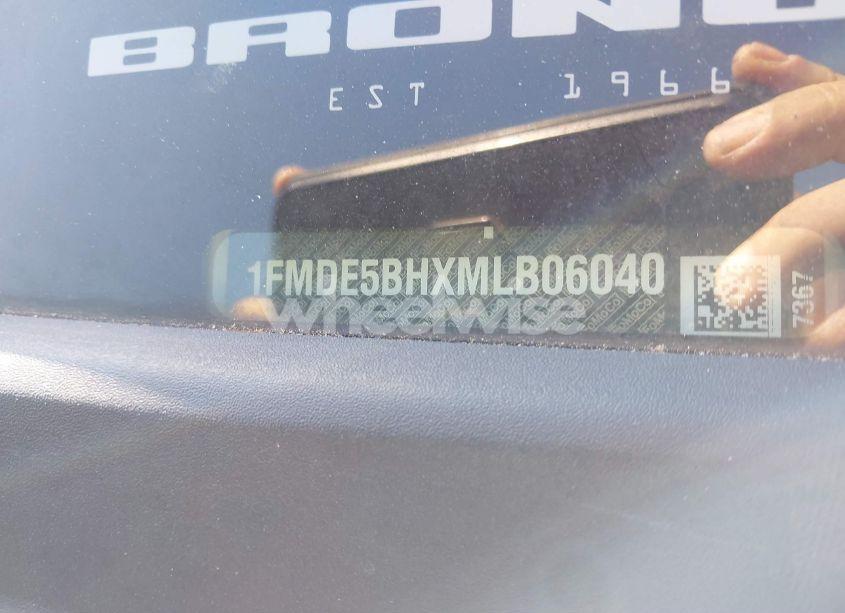 BRONC
EST 1966
1FMDE5BHXMLB06040
7367
wheelwise